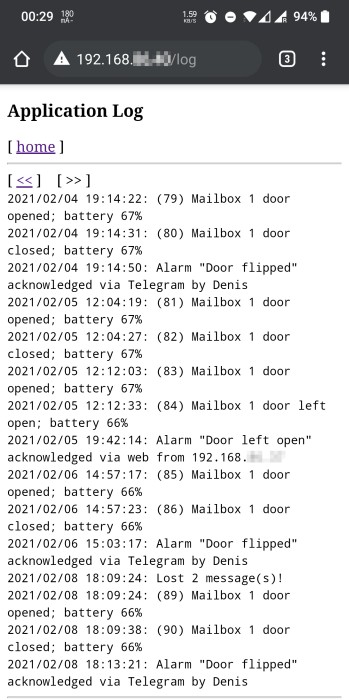 00:29 180 mA- 1.59 KB/S 94%
192.168. /log 3
Application Log
[ home ]
[ << ] [ >> ]
2021/02/04 19:14:22: (79) Mailbox 1 door
opened; battery 67%
2021/02/04 19:14:31: (80) Mailbox 1 door
closed; battery 67%
2021/02/04 19:14:50: Alarm "Door flipped"
acknowledged via Telegram by Denis
2021/02/05 12:04:19: (81) Mailbox 1 door
opened; battery 67%
2021/02/05 12:04:27: (82) Mailbox 1 door
closed; battery 67%
2021/02/05 12:12:03: (83) Mailbox 1 door
opened; battery 67%
2021/02/05 12:12:33: (84) Mailbox 1 door left
open; battery 66%
2021/02/05 19:42:14: Alarm "Door left open"
acknowledged via web from 192.168.
2021/02/06 14:57:17: (85) Mailbox 1 door
opened; battery 66%
2021/02/06 14:57:23: (86) Mailbox 1 door
closed; battery 66%
2021/02/06 15:03:17: Alarm "Door flipped"
acknowledged via Telegram by Denis
2021/02/08 18:09:24: Lost 2 message(s)!
2021/02/08 18:09:24: (89) Mailbox 1 door
opened; battery 66%
2021/02/08 18:09:38: (90) Mailbox 1 door
closed; battery 66%
2021/02/08 18:13:21: Alarm "Door flipped"
acknowledged via Telegram by Denis